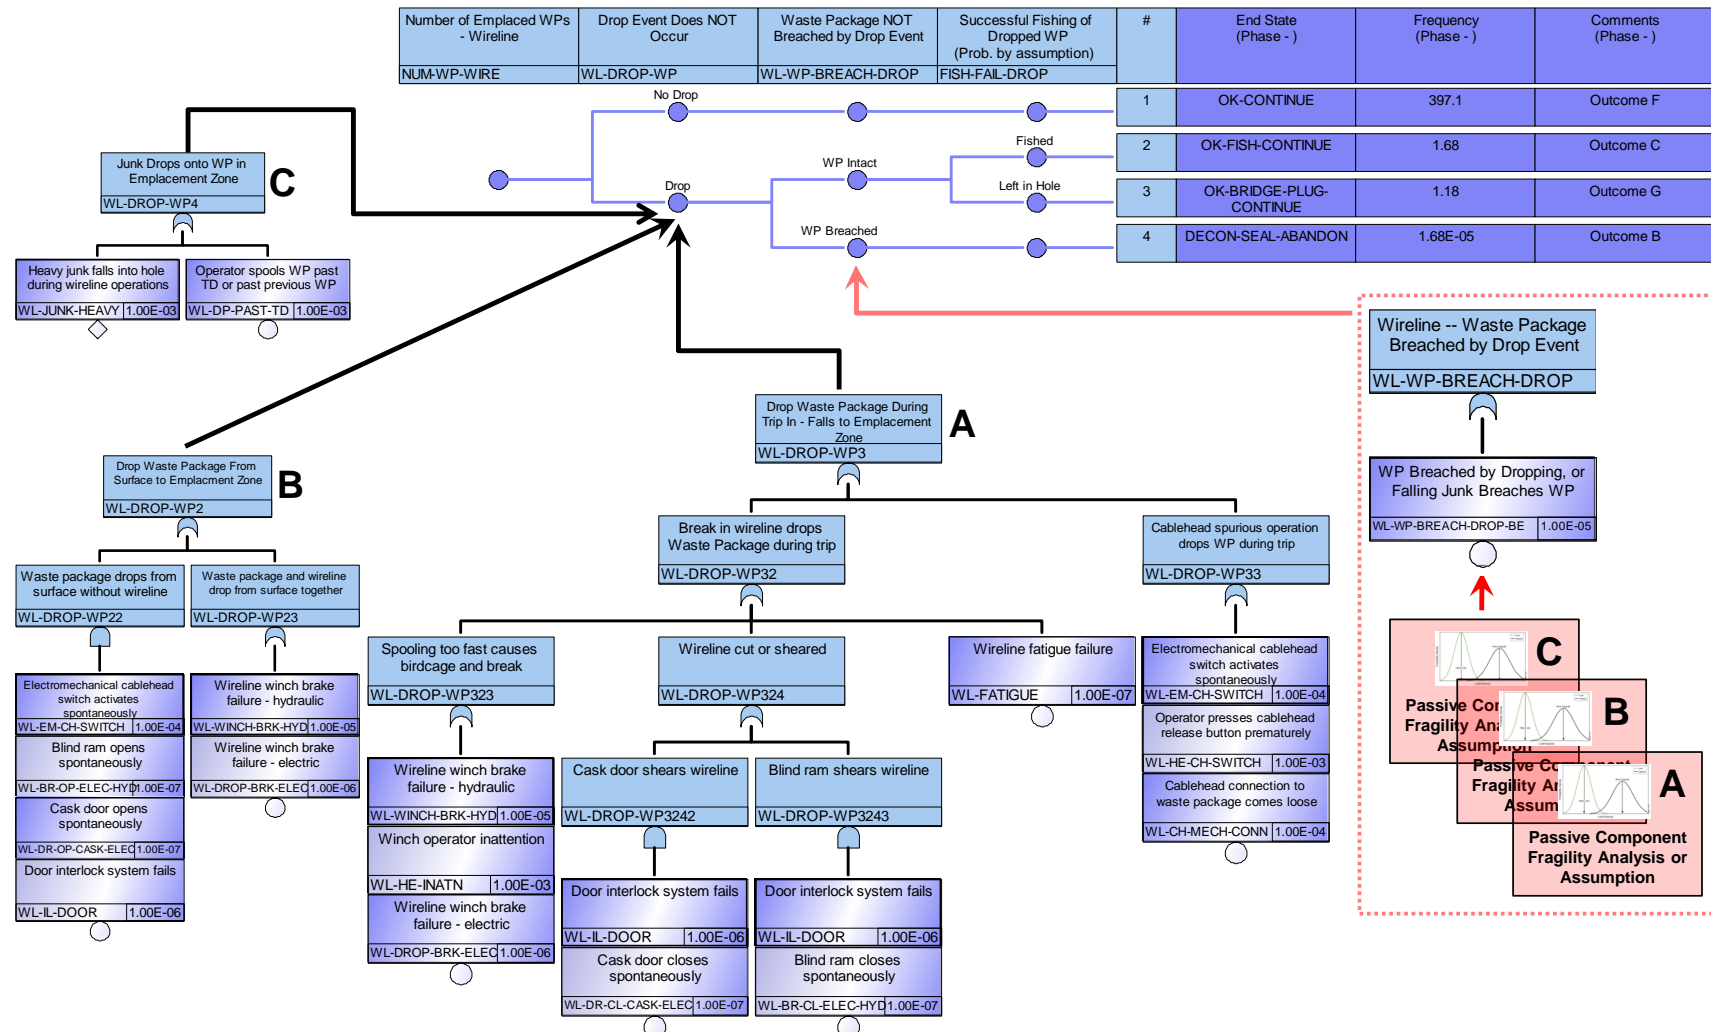 Number of Emplaced WPs
- Wireline
NUM-WP-WIRE
Drop Event Does NOT
Occur
WL-DROP-WP
Waste Package NOT
Breached by Drop Event
WL-WP-BREACH-DROP
Successful Fishing of
Dropped WP
(Prob. by assumption)
FISH-FAIL-DROP
#
End State
(Phase - )
Frequency
(Phase - )
Comments
(Phase - )
No Drop
1
OK-CONTINUE
397.1
Outcome F
Fished
2
OK-FISH-CONTINUE
1.68
Outcome C
WP Intact
Drop
Left in Hole
3
OK-BRIDGE-PLUG-
CONTINUE
1.18
Outcome G
WP Breached
4
DECON-SEAL-ABANDON
1.68E-05
Outcome B
Junk Drops onto WP in
Emplacement Zone
WL-DROP-WP4
C
Heavy junk falls into hole
during wireline operations
WL-JUNK-HEAVY 1.00E-03
Operator spools WP past
TD or past previous WP
WL-DP-PAST-TD 1.00E-03
Drop Waste Package From
Surface to Emplacment Zone
WL-DROP-WP2
B
Waste package drops from
surface without wireline
WL-DROP-WP22
Waste package and wireline
drop from surface together
WL-DROP-WP23
Electromechanical cablehead
switch activates
spontaneously
WL-EM-CH-SWITCH 1.00E-04
Blind ram opens
spontaneously
WL-BR-OP-ELEC-HYD 1.00E-07
Cask door opens
spontaneously
WL-DR-OP-CASK-ELEC 1.00E-07
Door interlock system fails
WL-IL-DOOR 1.00E-06
Wireline winch brake
failure - hydraulic
WL-WINCH-BRK-HYD 1.00E-05
Wireline winch brake
failure - electric
WL-DROP-BRK-ELEC 1.00E-06
Drop Waste Package During
Trip In - Falls to Emplacement
Zone
WL-DROP-WP3
A
Break in wireline drops
Waste Package during trip
WL-DROP-WP32
Cablehead spurious operation
drops WP during trip
WL-DROP-WP33
Spooling too fast causes
birdcage and break
WL-DROP-WP323
Wireline cut or sheared
WL-DROP-WP324
Wireline fatigue failure
WL-FATIGUE 1.00E-07
Electromechanical cablehead
switch activates
spontaneously
WL-EM-CH-SWITCH 1.00E-04
Operator presses cablehead
release button prematurely
WL-HE-CH-SWITCH 1.00E-03
Cablehead connection to
waste package comes loose
WL-CH-MECH-CONN 1.00E-04
Wireline winch brake
failure - hydraulic
WL-WINCH-BRK-HYD 1.00E-05
Winch operator inattention
WL-HE-INATN 1.00E-03
Wireline winch brake
failure - electric
WL-DROP-BRK-ELEC 1.00E-06
Cask door shears wireline
WL-DROP-WP3242
Blind ram shears wireline
WL-DROP-WP3243
Door interlock system fails
WL-IL-DOOR 1.00E-06
Cask door closes
spontaneously
WL-DR-CL-CASK-ELEC 1.00E-07
Door interlock system fails
WL-IL-DOOR 1.00E-06
Blind ram closes
spontaneously
WL-BR-CL-ELEC-HYD 1.00E-07
Wireline -- Waste Package
Breached by Drop Event
WL-WP-BREACH-DROP
WP Breached by Dropping, or
Falling Junk Breaches WP
WL-WP-BREACH-DROP-BE 1.00E-05
C
Passive Com
Fragility Ana
Assumption
B
Passive Component
Fragility An
Assum
A
Passive Component
Fragility Analysis or
Assumption